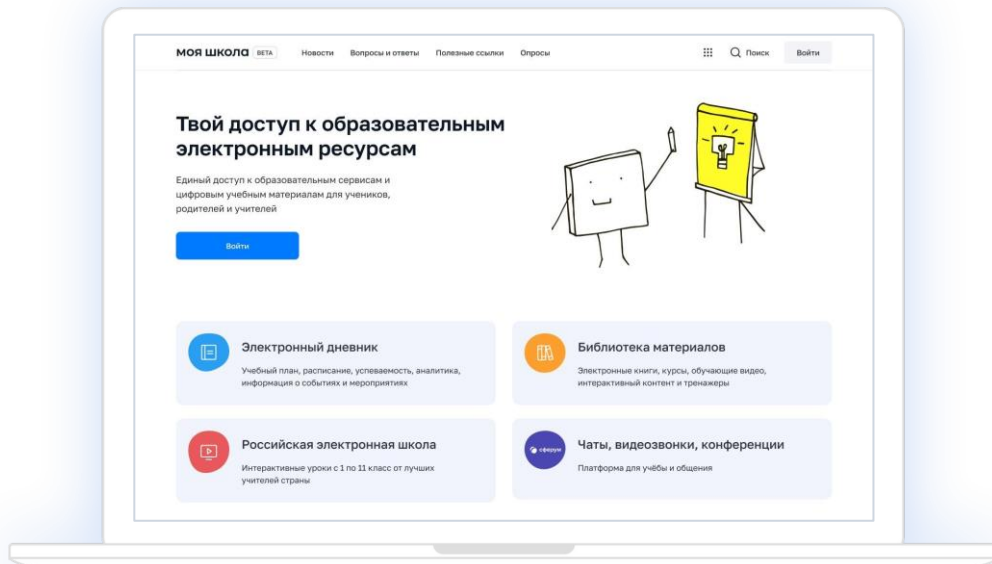 МОЯ ШКОЛА BETA Новости Вопросы и ответы Полезные ссылки Опросы Поиск Войти
Твой доступ к образовательным
электронным ресурсам
Единый доступ к образовательным сервисам и
цифровым учебным материалам для учеников,
родителей и учителей
Войти
Электронный дневник
Учебный план, расписание, успеваемость, аналитика,
информация о событиях и мероприятиях
Библиотека материалов
Электронные книги, курсы, обучающие видео,
интерактивный контент и тренажеры
Российская электронная школа
Интерактивные уроки с 1 по 11 класс от лучших
учителей страны
сферум
Чаты, видеозвонки, конференции
Платформа для учёбы и общения